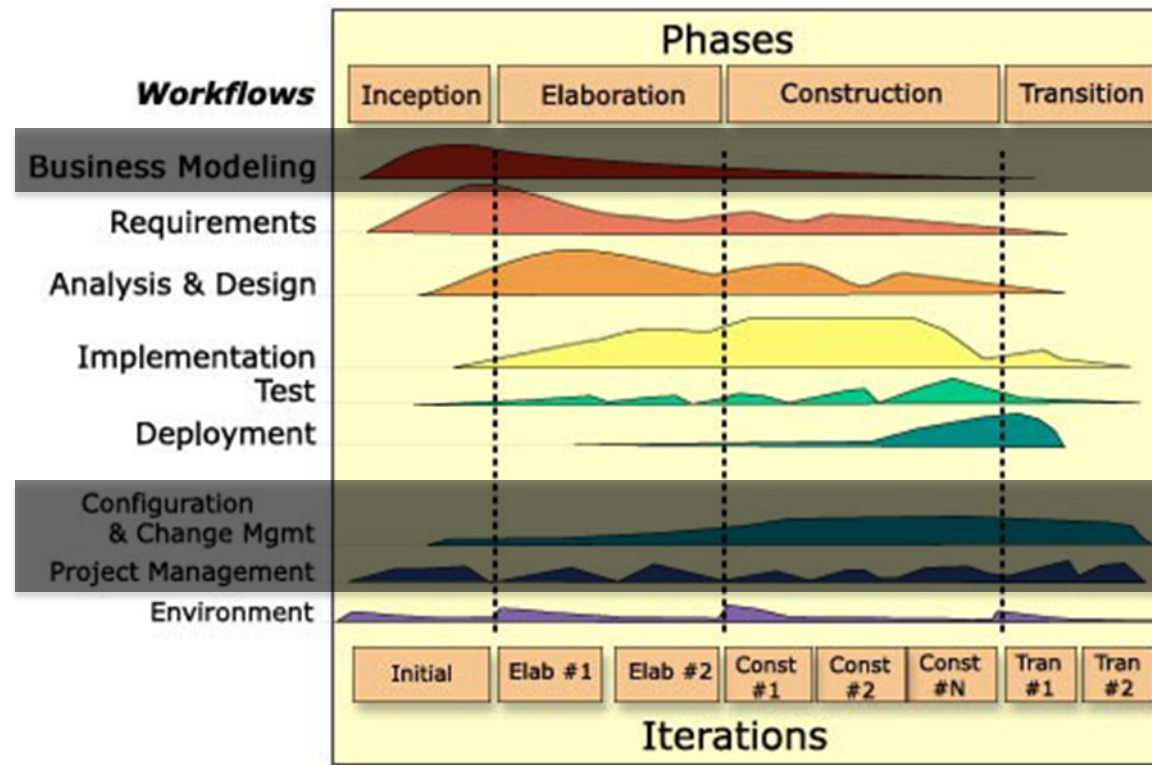 Phases
Workflows
Inception
Elaboration
Construction
Transition
Business Modeling
Requirements
Analysis & Design
Implementation
Test
Deployment
Configuration
& Change Mgmt
Project Management
Environment
Initial
Elab #1
Elab #2
Const
#1
Const
#2
Const
#N
Tran
#1
Tran
#2
Iterations